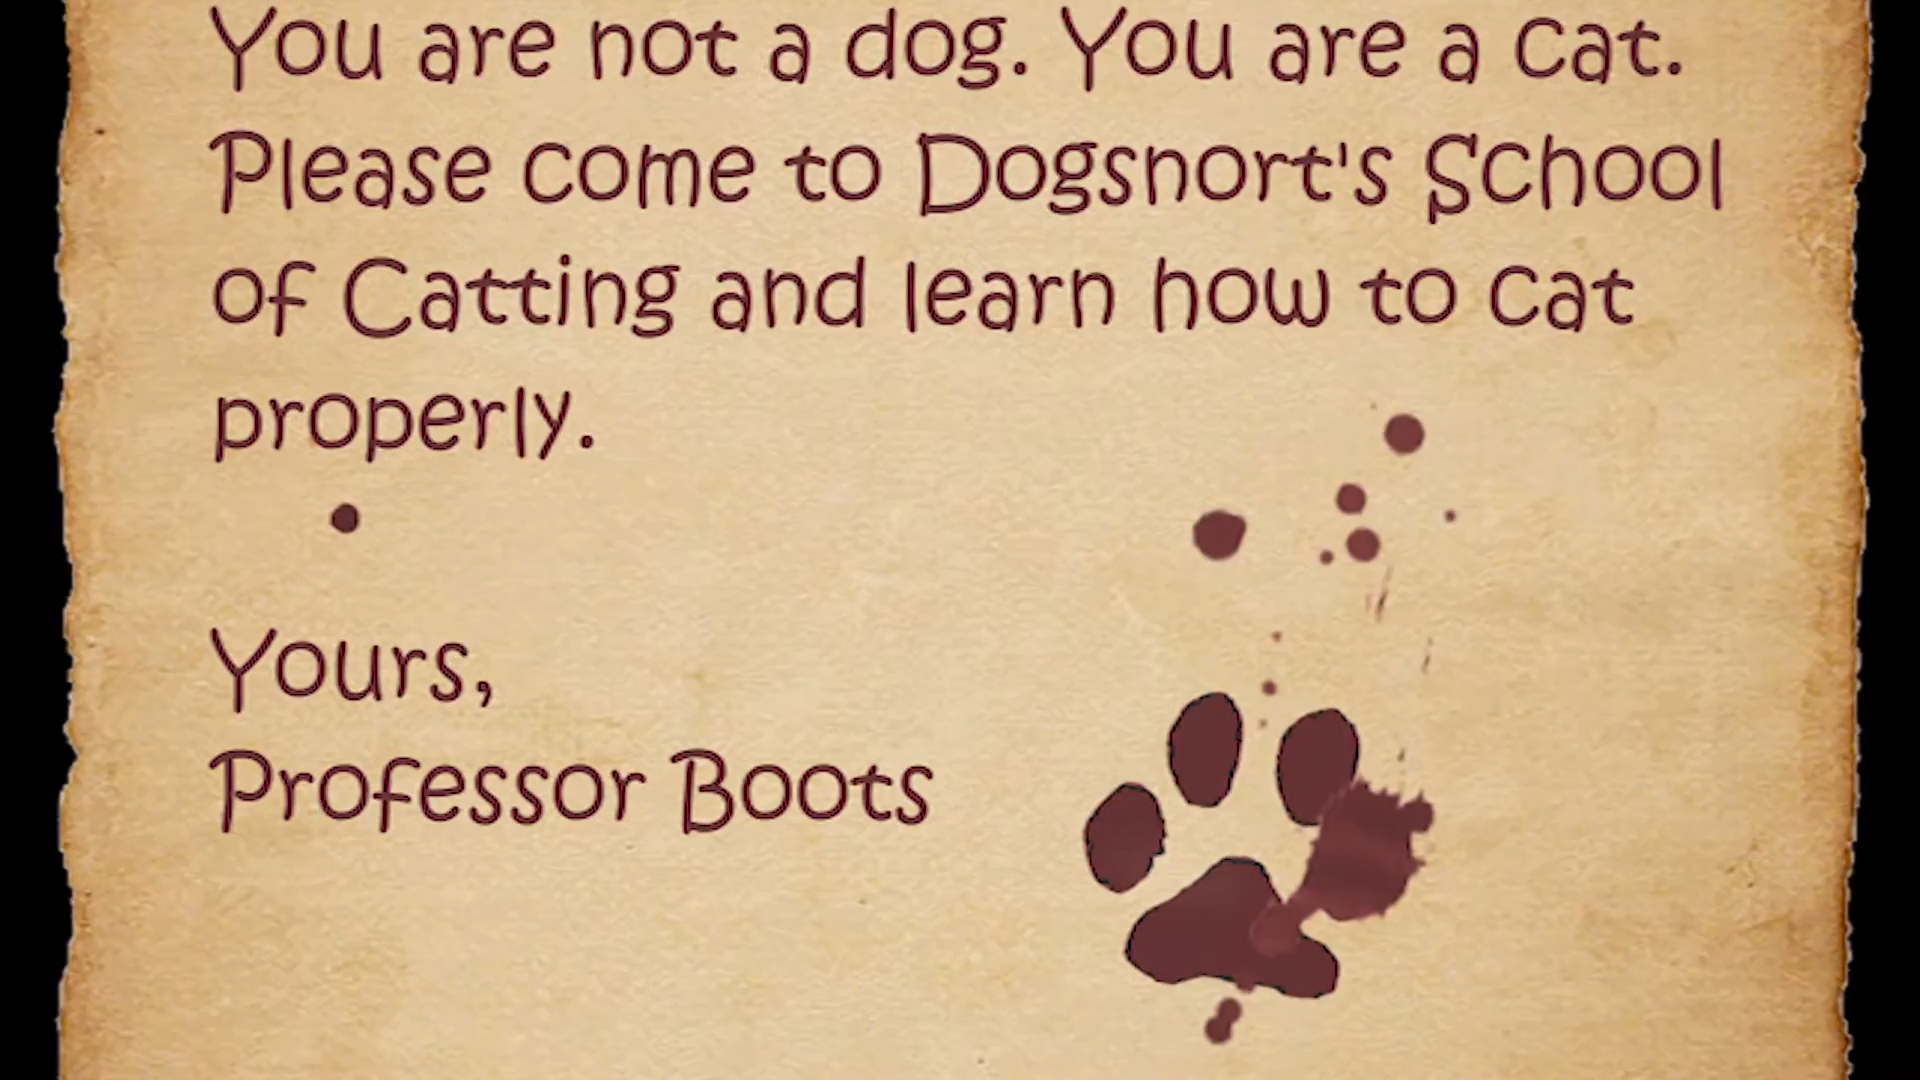 You are not a dog. You are a cat.
Please come to Dogsnort's School
of Catting and learn how to cat
properly.
Yours,
Professor Boots